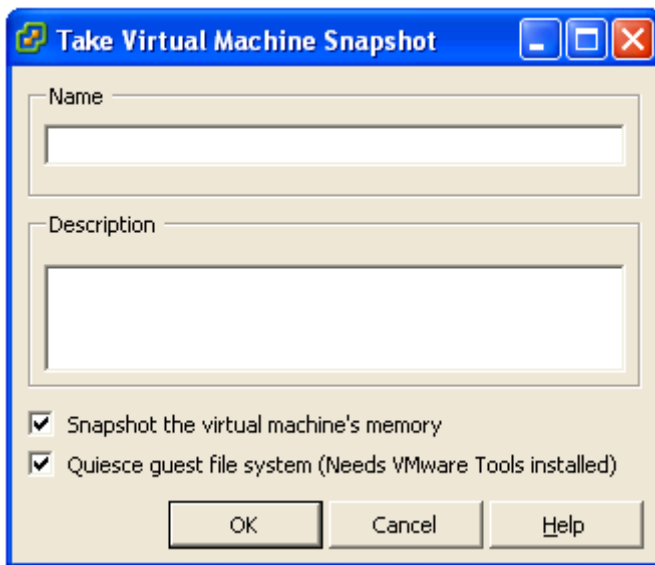 Take Virtual Machine Snapshot
Name
Description
Snapshot the virtual machine's memory
Quiesce guest file system (Needs VMware Tools installed)
OK Cancel Help